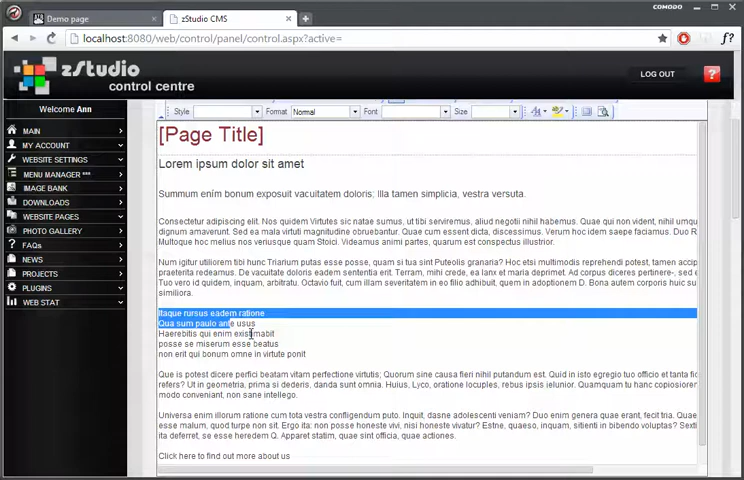 COMODO
Demo page
zStudio CMS
localhost:8080/web/control/panel/control.aspx?active=
f?
zStudio
control centre
LOG OUT
?
Welcome Ann
MAIN
MY ACCOUNT
WEBSITE SETTINGS
MENU MANAGER ***
IMAGE BANK
DOWNLOADS
WEBSITE PAGES
PHOTO GALLERY
FAQs
NEWS
PROJECTS
PLUGINS
WEB STAT
Style Format Normal Font Size
[Page Title]
Lorem ipsum dolor sit amet
Summum enim bonum exposuit vacuitatem doloris; Illa tamen simplicia, vestra versuta.
Consectetur adipiscing elit. Nos quidem Virtutes sic natae sumus, ut tibi serviremus, aliud negotii nihil habemus. Quae qui non vident, nihil umqu
dignum amaverunt. Sed ea mala virtuti magnitudine obruebantur. Quam cum essent dicta, discessimus. Verum hoc idem saepe faciamus. Duo R
Multoque hoc melius nos veriusque quam Stoici. Videamus animi partes, quarum est conspectus illustrior.
Num igitur utiliorem tibi hunc Triarium putas esse posse, quam si tua sint Puteolis granaria? Hoc etsi multimodis reprehendi potest, tamen accip
praeterita redeamus. De vacuitate doloris eadem sententia erit. Terram, mihi crede, ea lanx et maria deprimet. Ad corpus diceres pertinere-, sed e
Tuo vero id quidem, inquam, arbitratu. Octavio fuit, cum illam severitatem in eo filio adhibuit, quem in adoptionem D. Bona autem corporis huic su
similiora.
Itaque rursus eadem ratione
Qua sum paulo ante usus
Haerebitis qui enim existimabit
posse se miserum esse beatus
non erit qui bonum omne in virtute ponit
Que is potest dicere perfici beatam vitam perfectione virtutis; Quorum sine causa fieri nihil putandum est. Quid in isto egregio tuo officio et tanta fi
refers? Ut in geometria, prima si dederis, danda sunt omnia. Huius, Lyco, oratione locuples, rebus ipsis ielunior. Quamquam tu hanc copiosiorem
modo conveniant, non sane intellego.
Universa enim illorum ratione cum tota vestra confligendum puto. Inquit, dasne adolescenti veniam? Duo enim genera quae erant, fecit tria. Quae
esse malum, quod turpe non sit. Ergo ita: non posse honeste vivi, nisi honeste vivatur? Estne, quaeso, inquam, sitienti in bibendo voluptas? Sext
ita deferret, se esse heredem Q. Apparet statim, quae sint officia, quae actiones.
Click here to find out more about us